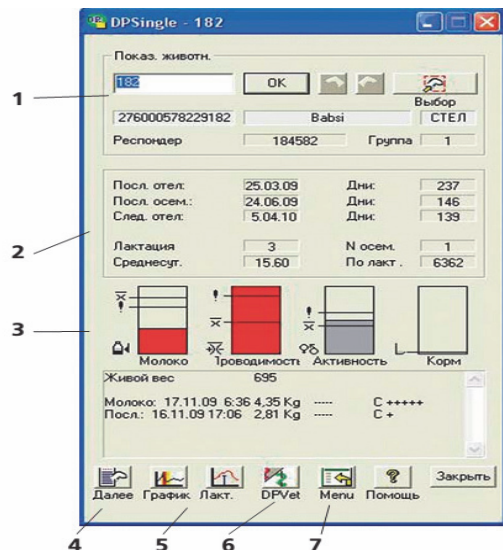 DPSingle - 182
Показ. животн.
1
182 OK
Выбор
276000578229182 Babsi СТЕЛ
Респондер 184582 Группа 1
Посл. отел: 25.03.09 Дни: 237
Посл. осем.: 24.06.09 Дни: 146
След. отел: 5.04.10 Дни: 139
2
Лактация 3 N осем. 1
Среднесут. 15.60 По лакт. 6362
3
Молоко Проводимость Активность Корм
Живой вес 695
Молоко: 17.11.09 6:36 4,35 Kg ----- C +++++
Посл.: 16.11.09 17:06 2,81 Kg ----- C +
Далее График Лакт. DPVet Menu Помощь Закрыть
4 5 6 7